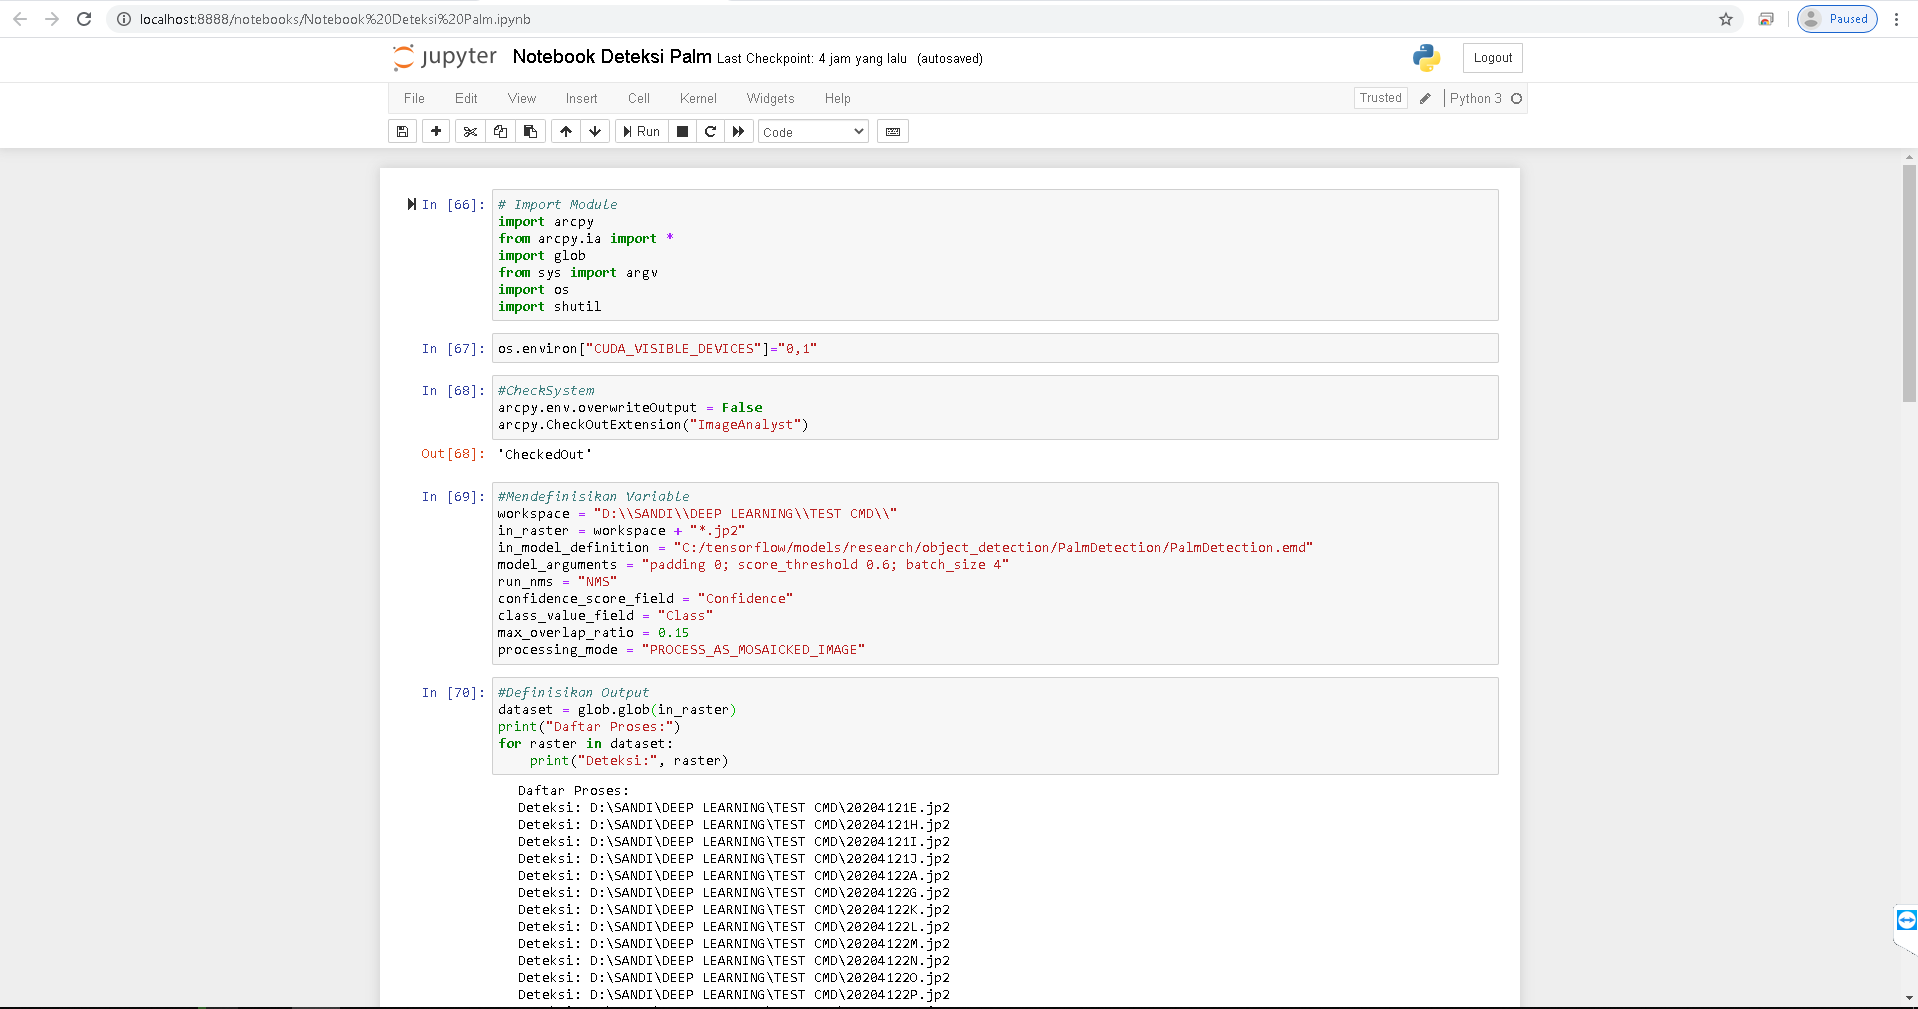 localhost:8888/notebooks/Notebook%20Deteksi%20Palm.ipynb
Paused
jupyter Notebook Deteksi Palm Last Checkpoint: 4 jam yang lalu (autosaved)
Logout
File Edit View Insert Cell Kernel Widgets Help
Trusted Python 3
Run Code
In [66]: # Import Module
import arcpy
from arcpy.ia import *
import glob
from sys import argv
import os
import shutil
In [67]: os.environ["CUDA_VISIBLE_DEVICES"]="0,1"
In [68]: #CheckSystem
arcpy.env.overwriteOutput = False
arcpy.CheckOutExtension("ImageAnalyst")
Out[68]: 'CheckedOut'
In [69]: #Mendefinisikan Variable
workspace = "D:\\SANDI\\DEEP LEARNING\\TEST CMD\\"
in_raster = workspace + "*.jp2"
in_model_definition = "C:/tensorflow/models/research/object_detection/PalmDetection/PalmDetection.emd"
model_arguments = "padding 0; score_threshold 0.6; batch_size 4"
run_nms = "NMS"
confidence_score_field = "Confidence"
class_value_field = "Class"
max_overlap_ratio = 0.15
processing_mode = "PROCESS_AS_MOSAICKED_IMAGE"
In [70]: #Definisikan Output
dataset = glob.glob(in_raster)
print("Daftar Proses:")
for raster in dataset:
    print("Deteksi:", raster)
Daftar Proses:
Deteksi: D:\SANDI\DEEP LEARNING\TEST CMD\20204121E.jp2
Deteksi: D:\SANDI\DEEP LEARNING\TEST CMD\20204121H.jp2
Deteksi: D:\SANDI\DEEP LEARNING\TEST CMD\20204121I.jp2
Deteksi: D:\SANDI\DEEP LEARNING\TEST CMD\20204121J.jp2
Deteksi: D:\SANDI\DEEP LEARNING\TEST CMD\20204122A.jp2
Deteksi: D:\SANDI\DEEP LEARNING\TEST CMD\20204122G.jp2
Deteksi: D:\SANDI\DEEP LEARNING\TEST CMD\20204122K.jp2
Deteksi: D:\SANDI\DEEP LEARNING\TEST CMD\20204122L.jp2
Deteksi: D:\SANDI\DEEP LEARNING\TEST CMD\20204122M.jp2
Deteksi: D:\SANDI\DEEP LEARNING\TEST CMD\20204122N.jp2
Deteksi: D:\SANDI\DEEP LEARNING\TEST CMD\20204122O.jp2
Deteksi: D:\SANDI\DEEP LEARNING\TEST CMD\20204122P.jp2